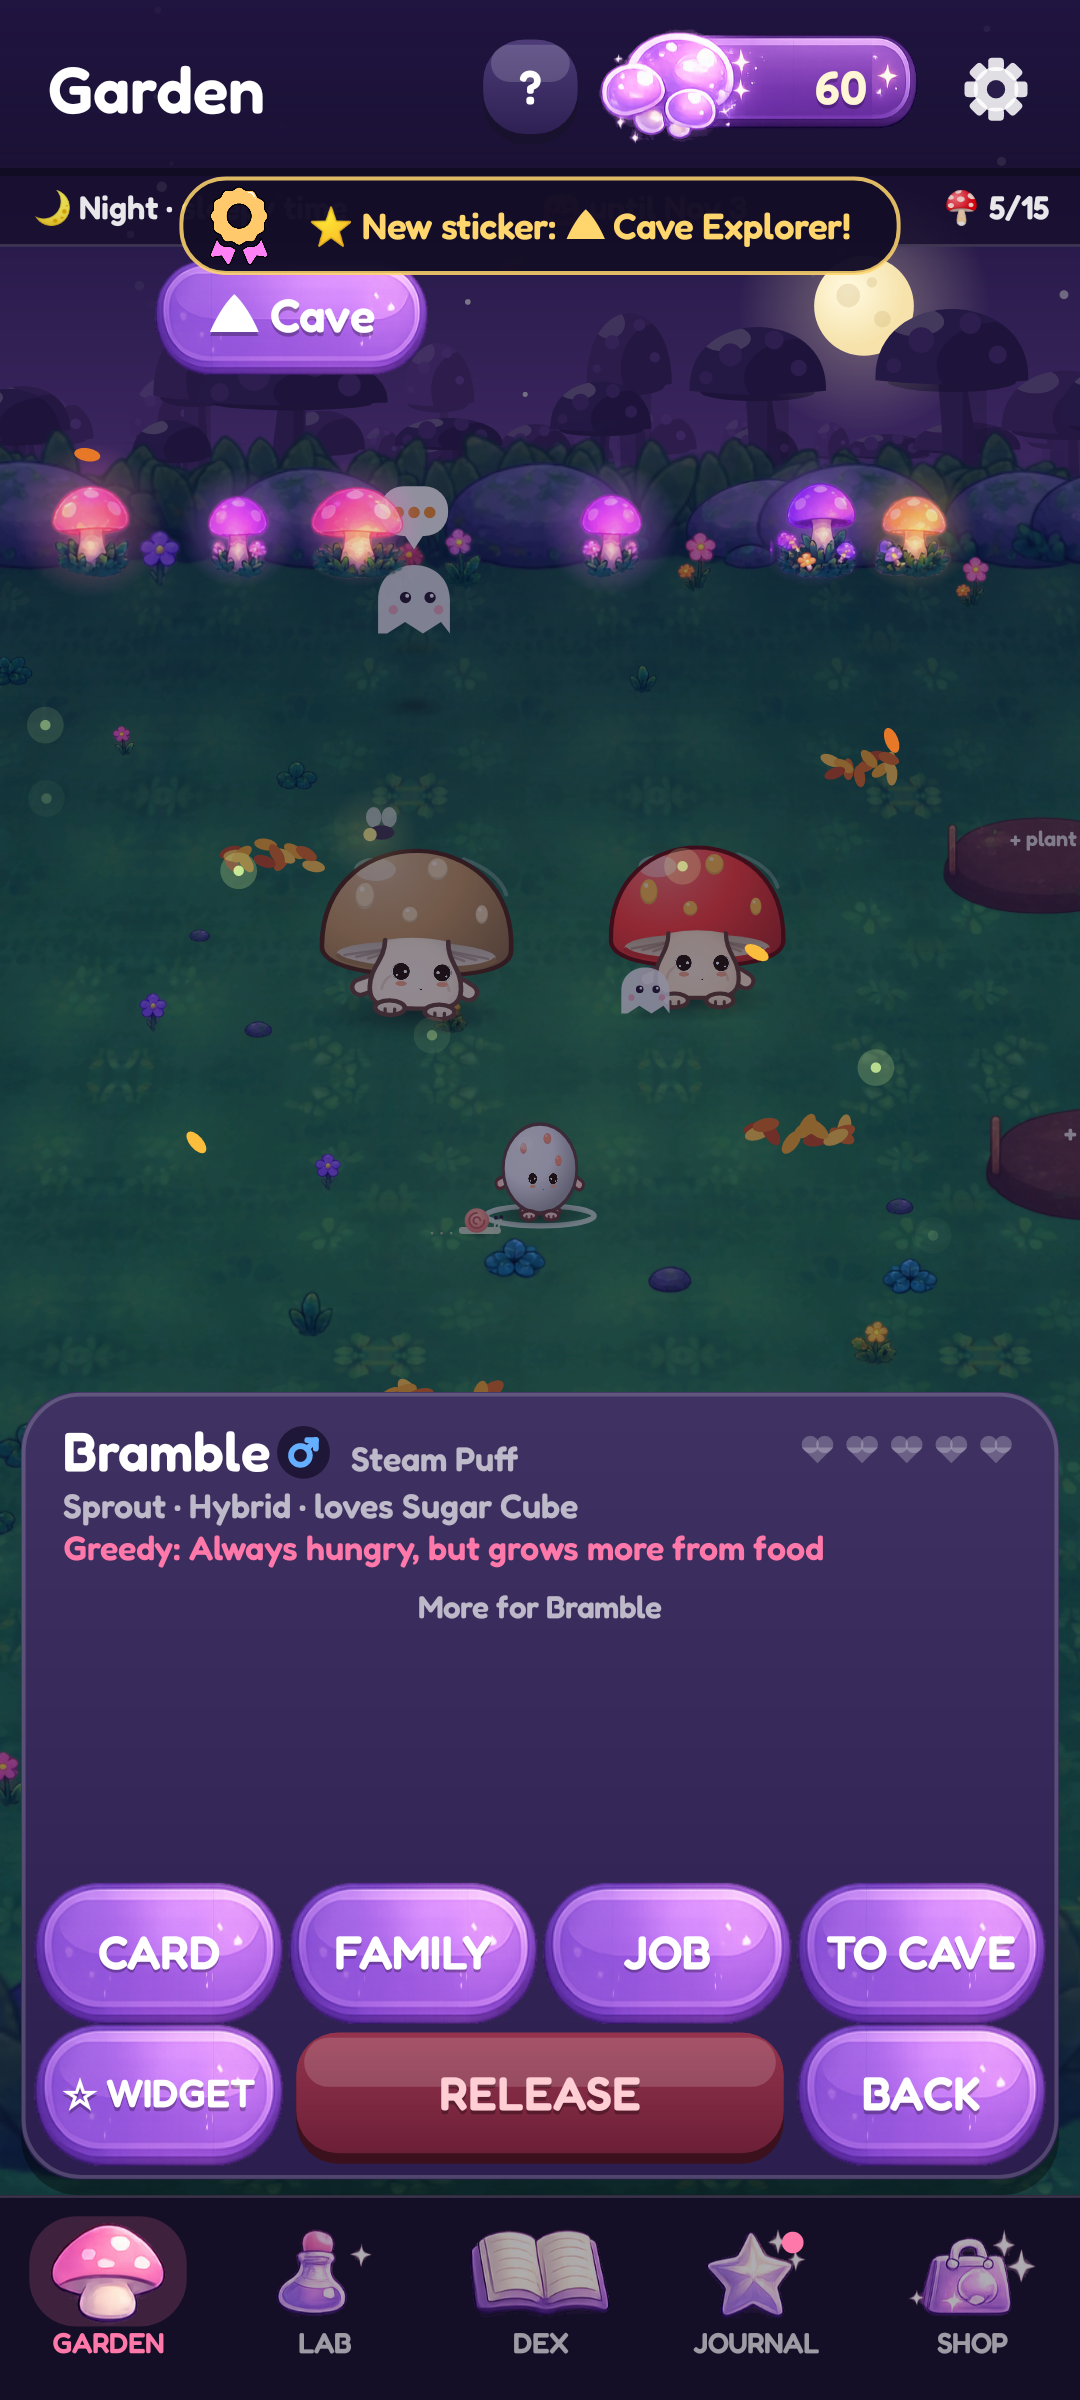 Garden
?
60
Night ·
New sticker: Cave Explorer!
5/15
Cave
+ plant
+
Bramble ♂ Steam Puff
Sprout · Hybrid · loves Sugar Cube
Greedy: Always hungry, but grows more from food
More for Bramble
CARD
FAMILY
JOB
TO CAVE
☆ WIDGET
RELEASE
BACK
GARDEN
LAB
DEX
JOURNAL
SHOP